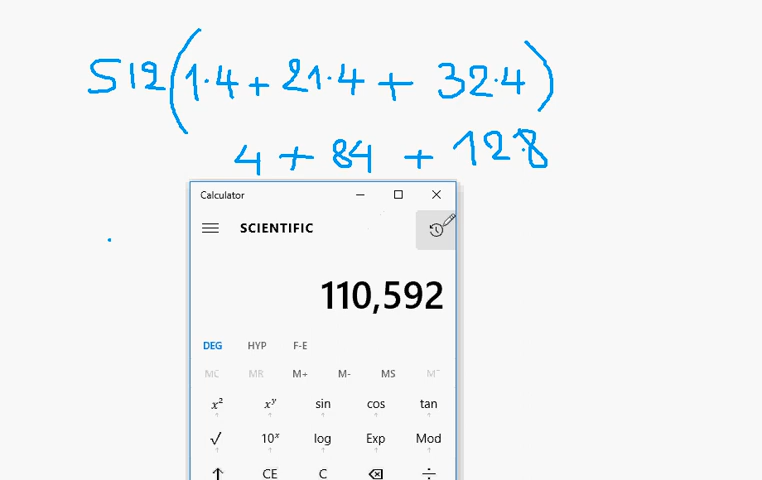 512(1·4 + 21·4 + 32·4)
4 + 84 + 128
Calculator
SCIENTIFIC
110,592
DEG HYP F-E
MC MR M+ M- MS M˅
x² xʸ sin cos tan
√ 10ˣ log Exp Mod
↑ CE C ⌫ ÷